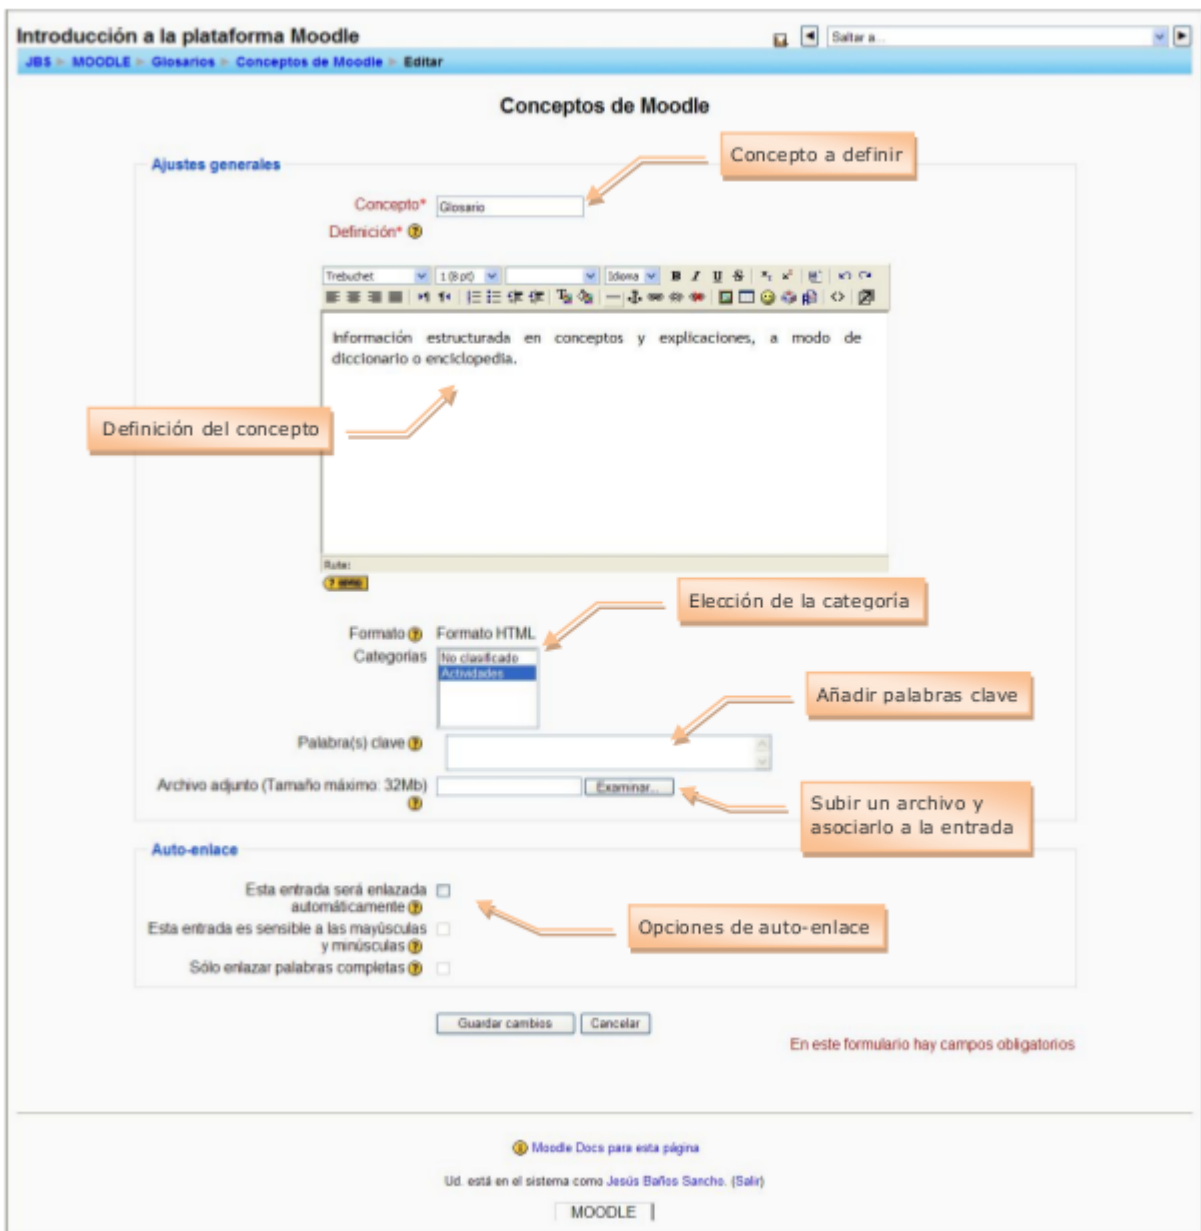 Introducción a la plataforma Moodle
Saltar a...
JBS ► MOODLE ► Glosarios ► Conceptos de Moodle ► Editar
Conceptos de Moodle
Concepto a definir
Ajustes generales
Concepto* Glosario
Definición*
Trebuchet 1 (8 pt) Idioma B I U S
Información estructurada en conceptos y explicaciones, a modo de
diccionario o enciclopedia.
Definición del concepto
Ruta:
Elección de la categoría
Formato Formato HTML
Categorías No clasificado
Actividades
Añadir palabras clave
Palabra(s) clave
Archivo adjunto (Tamaño máximo: 32Mb) Examinar...
Subir un archivo y
asociarlo a la entrada
Auto-enlace
Esta entrada será enlazada
automáticamente
Opciones de auto-enlace
Esta entrada es sensible a las mayúsculas
y minúsculas
Sólo enlazar palabras completas
Guardar cambios Cancelar
En este formulario hay campos obligatorios
Moodle Docs para esta página
Ud. está en el sistema como Jesús Baños Sancho. (Salir)
MOODLE